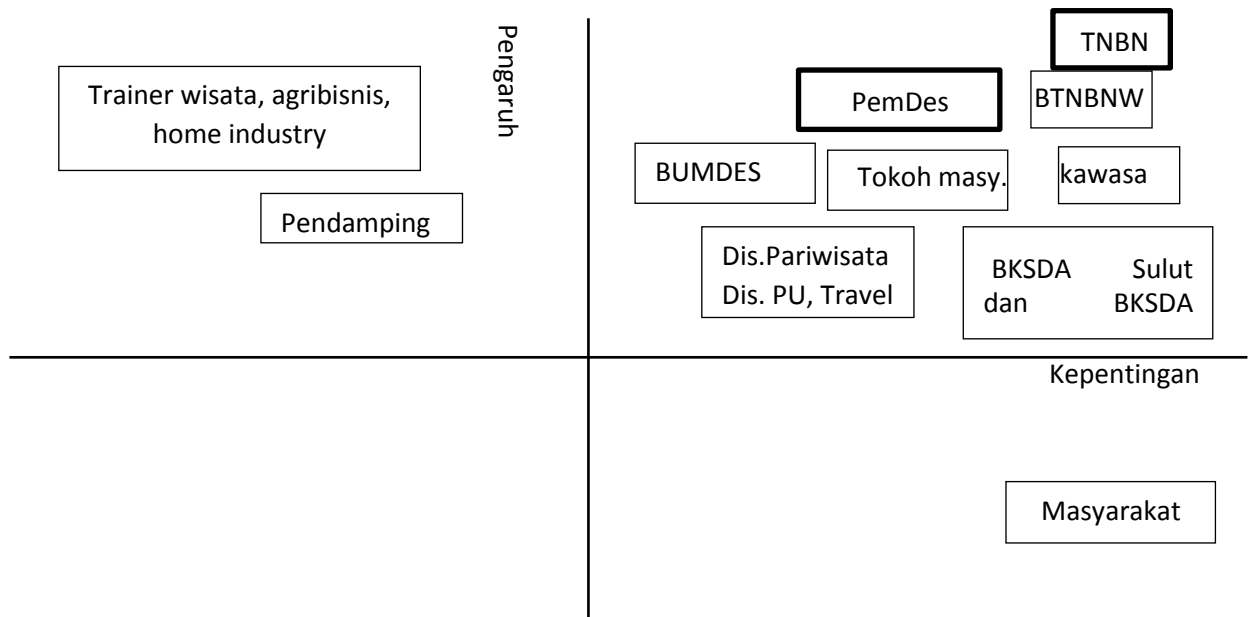 Pengaruh
TNBN
Trainer wisata, agribisnis,
home industry
PemDes
BTNBNW
BUMDES
Tokoh masy.
kawasa
Pendamping
Dis.Pariwisata
Dis. PU, Travel
BKSDA Sulut
dan BKSDA
Kepentingan
Masyarakat